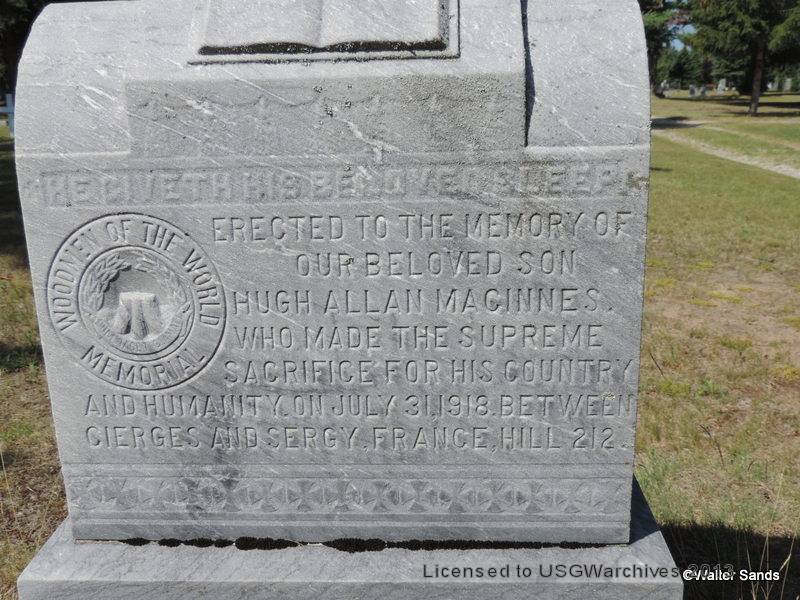 HE GIVETH HIS BELOVED SLEEP.
WOODMEN OF THE WORLD
MEMORIAL
ERECTED TO THE MEMORY OF
OUR BELOVED SON
HUGH ALLAN MACINNES.
WHO MADE THE SUPREME
SACRIFICE FOR HIS COUNTRY
AND HUMANITY. ON JULY 31, 1918. BETWEEN
CIERGES AND SERGY, FRANCE, HILL 212.
Licensed to USGWarchives 2013
©Walter Sands